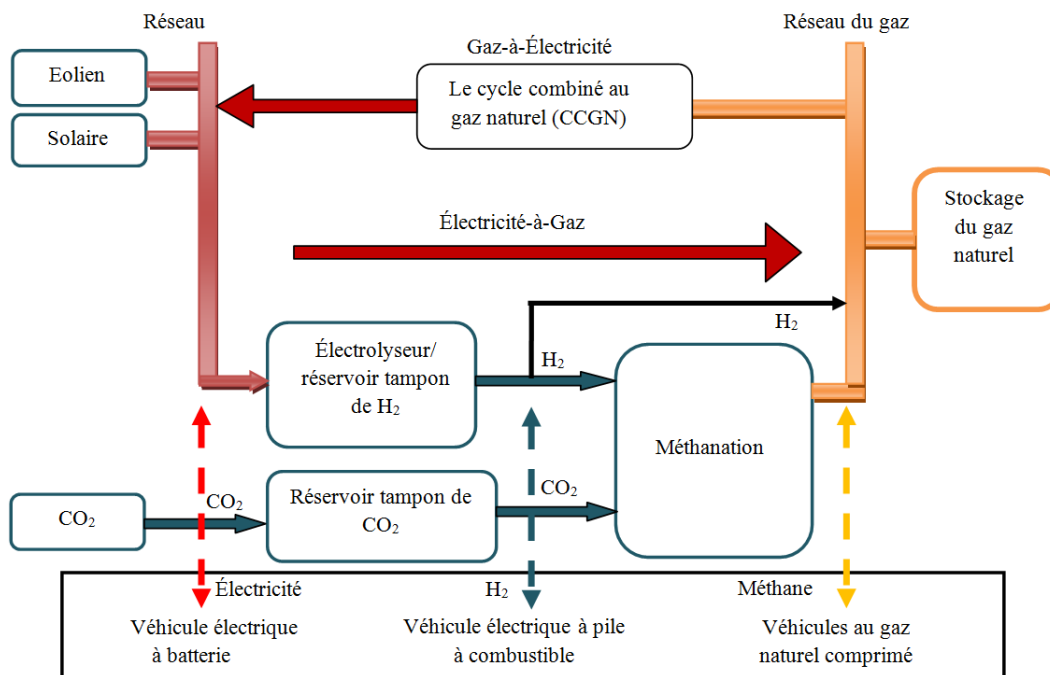 Réseau
Réseau du gaz
Gaz-à-Électricité
Eolien
Le cycle combiné au
gaz naturel (CCGN)
Solaire
Stockage
du gaz
naturel
Électricité-à-Gaz
H₂
Électrolyseur/
réservoir tampon
de H₂
H₂
Méthanation
CO₂
CO₂
Réservoir tampon de
CO₂
CO₂
Électricité
H₂
Méthane
Véhicule électrique
à batterie
Véhicule électrique à pile
à combustible
Véhicules au gaz
naturel comprimé